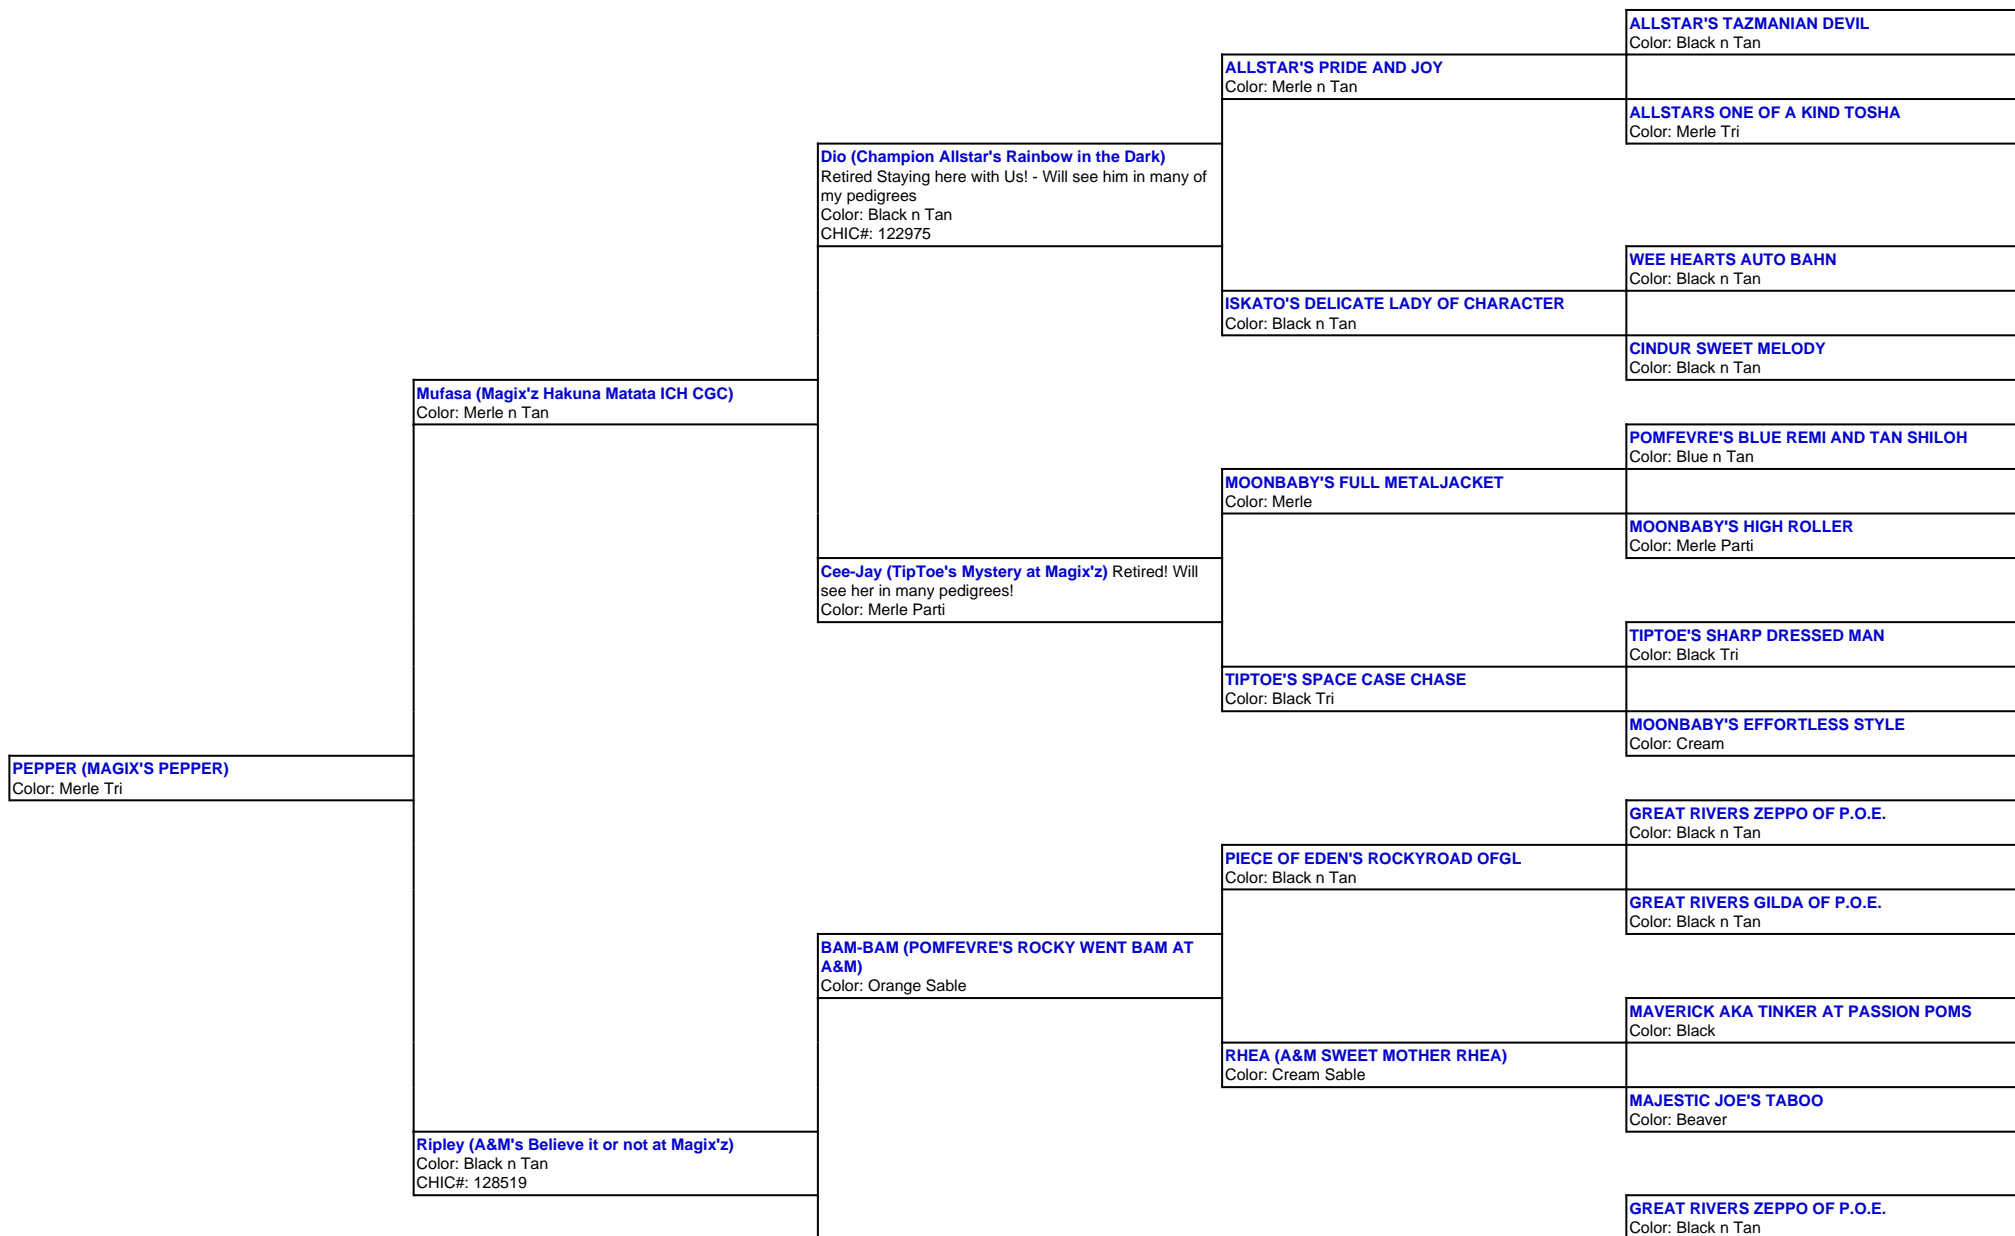 ALLSTAR'S TAZMANIAN DEVIL
Color: Black n Tan
ALLSTAR'S PRIDE AND JOY
Color: Merle n Tan
ALLSTARS ONE OF A KIND TOSHA
Color: Merle Tri
Dio (Champion Allstar's Rainbow in the Dark)
Retired Staying here with Us! - Will see him in many of
my pedigrees
Color: Black n Tan
CHIC#: 122975
WEE HEARTS AUTO BAHN
Color: Black n Tan
ISKATO'S DELICATE LADY OF CHARACTER
Color: Black n Tan
CINDUR SWEET MELODY
Color: Black n Tan
Mufasa (Magix'z Hakuna Matata ICH CGC)
Color: Merle n Tan
POMFEVRE'S BLUE REMI AND TAN SHILOH
Color: Blue n Tan
MOONBABY'S FULL METALJACKET
Color: Merle
MOONBABY'S HIGH ROLLER
Color: Merle Parti
Cee-Jay (TipToe's Mystery at Magix'z) Retired! Will
see her in many pedigrees!
Color: Merle Parti
TIPTOE'S SHARP DRESSED MAN
Color: Black Tri
TIPTOE'S SPACE CASE CHASE
Color: Black Tri
MOONBABY'S EFFORTLESS STYLE
Color: Cream
PEPPER (MAGIX'S PEPPER)
Color: Merle Tri
GREAT RIVERS ZEPPO OF P.O.E.
Color: Black n Tan
PIECE OF EDEN'S ROCKYROAD OFGL
Color: Black n Tan
GREAT RIVERS GILDA OF P.O.E.
Color: Black n Tan
BAM-BAM (POMFEVRE'S ROCKY WENT BAM AT
A&M)
Color: Orange Sable
MAVERICK AKA TINKER AT PASSION POMS
Color: Black
RHEA (A&M SWEET MOTHER RHEA)
Color: Cream Sable
MAJESTIC JOE'S TABOO
Color: Beaver
Ripley (A&M's Believe it or not at Magix'z)
Color: Black n Tan
CHIC#: 128519
GREAT RIVERS ZEPPO OF P.O.E.
Color: Black n Tan